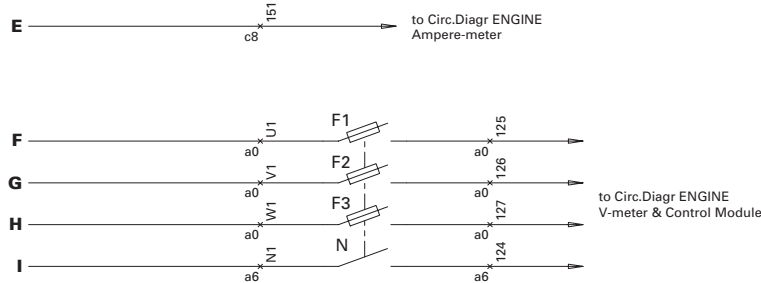 E
151
c8
to Circ.Diagr ENGINE
Ampere-meter
F
U1
a0
F1
125
a0
G
V1
a0
F2
126
a0
H
W1
a0
F3
127
a0
to Circ.Diagr ENGINE
V-meter & Control Module
I
N1
a6
N
124
a6